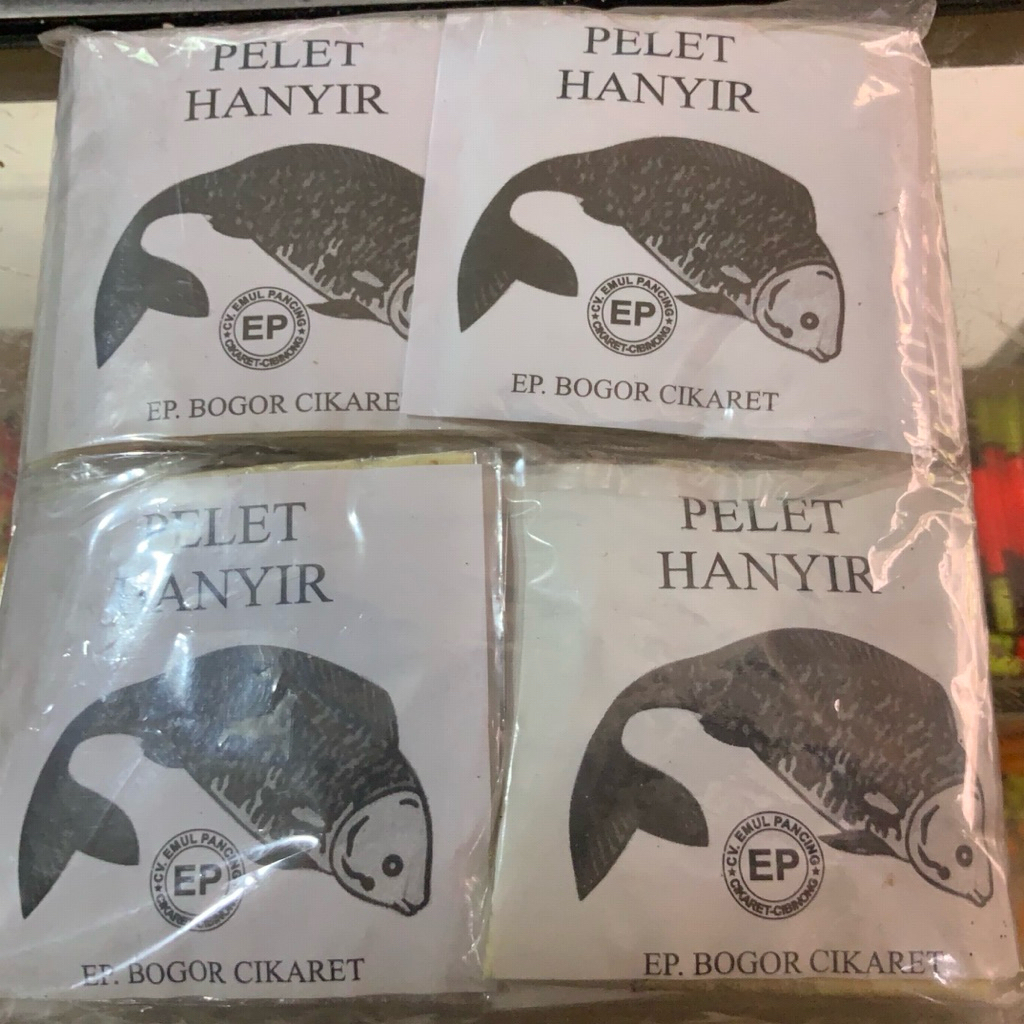 PELET
HANYIR
CV. EMUL PANCING
EP
CIKARET-CIBINONG
EP. BOGOR CIKARE
PELET
HANYIR
CV. EMUL PANCING
EP
CIKARET-CIBINONG
EP. BOGOR CIKARET
PELET
HANYIR
CV. EMUL PANCING
EP
CIKARET-CIBINONG
EP. BOGOR CIKARET
PELET
HANYIR
CV. EMUL PANCING
EP
CIKARET-CIBINONG
EP. BOGOR CIKARET